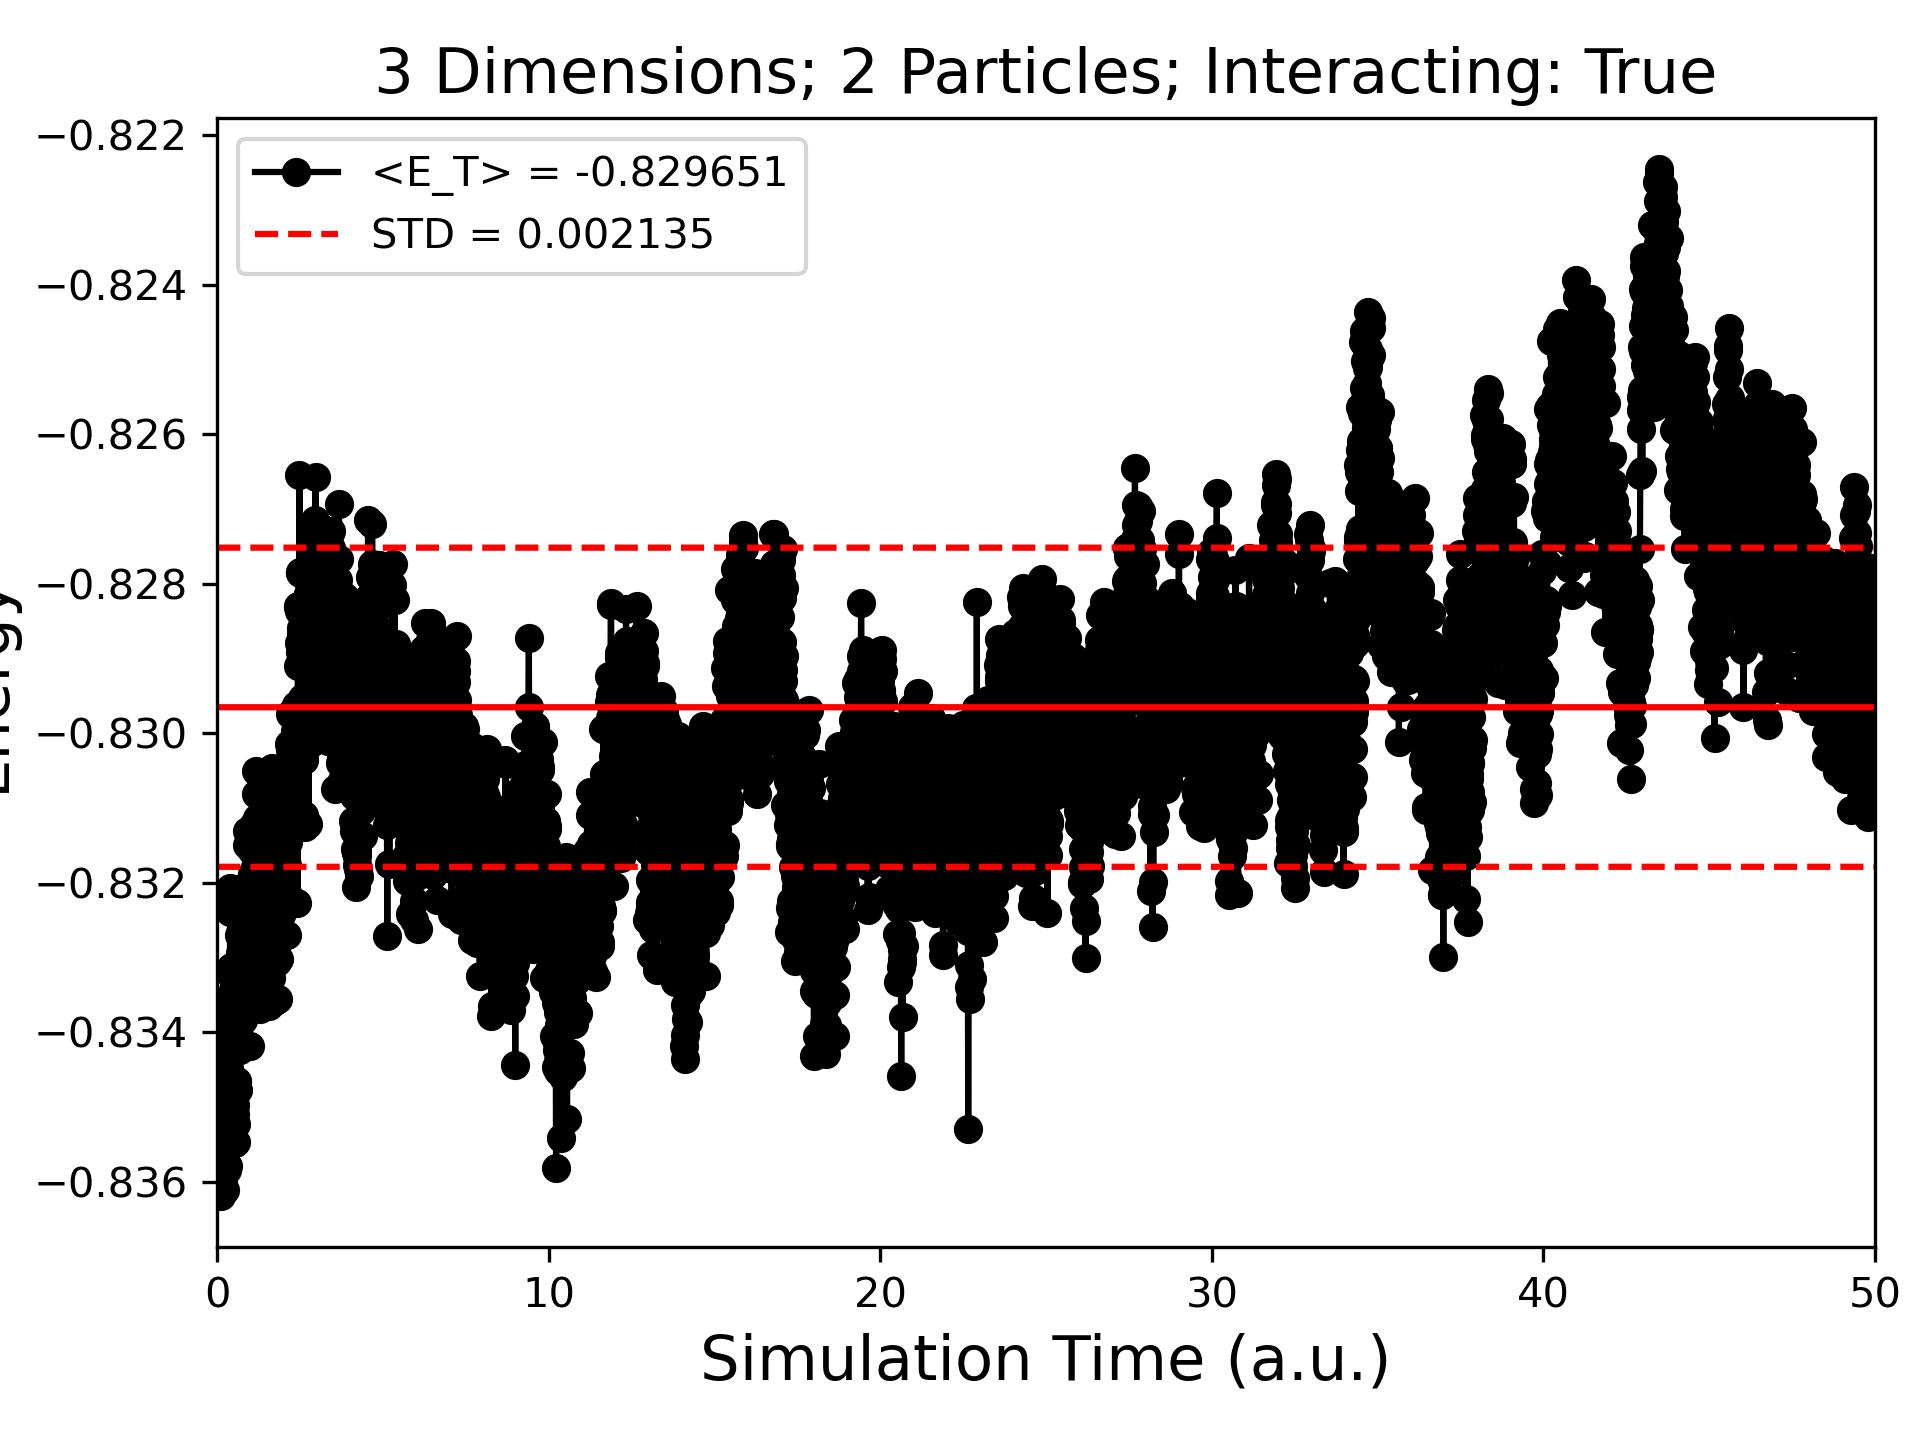 3 Dimensions; 2 Particles; Interacting: True
−0.822
−0.824
−0.826
−0.828
−0.830
−0.832
−0.834
−0.836
<E_T> = -0.829651
STD = 0.002135
Energy
0 10 20 30 40 50
Simulation Time (a.u.)